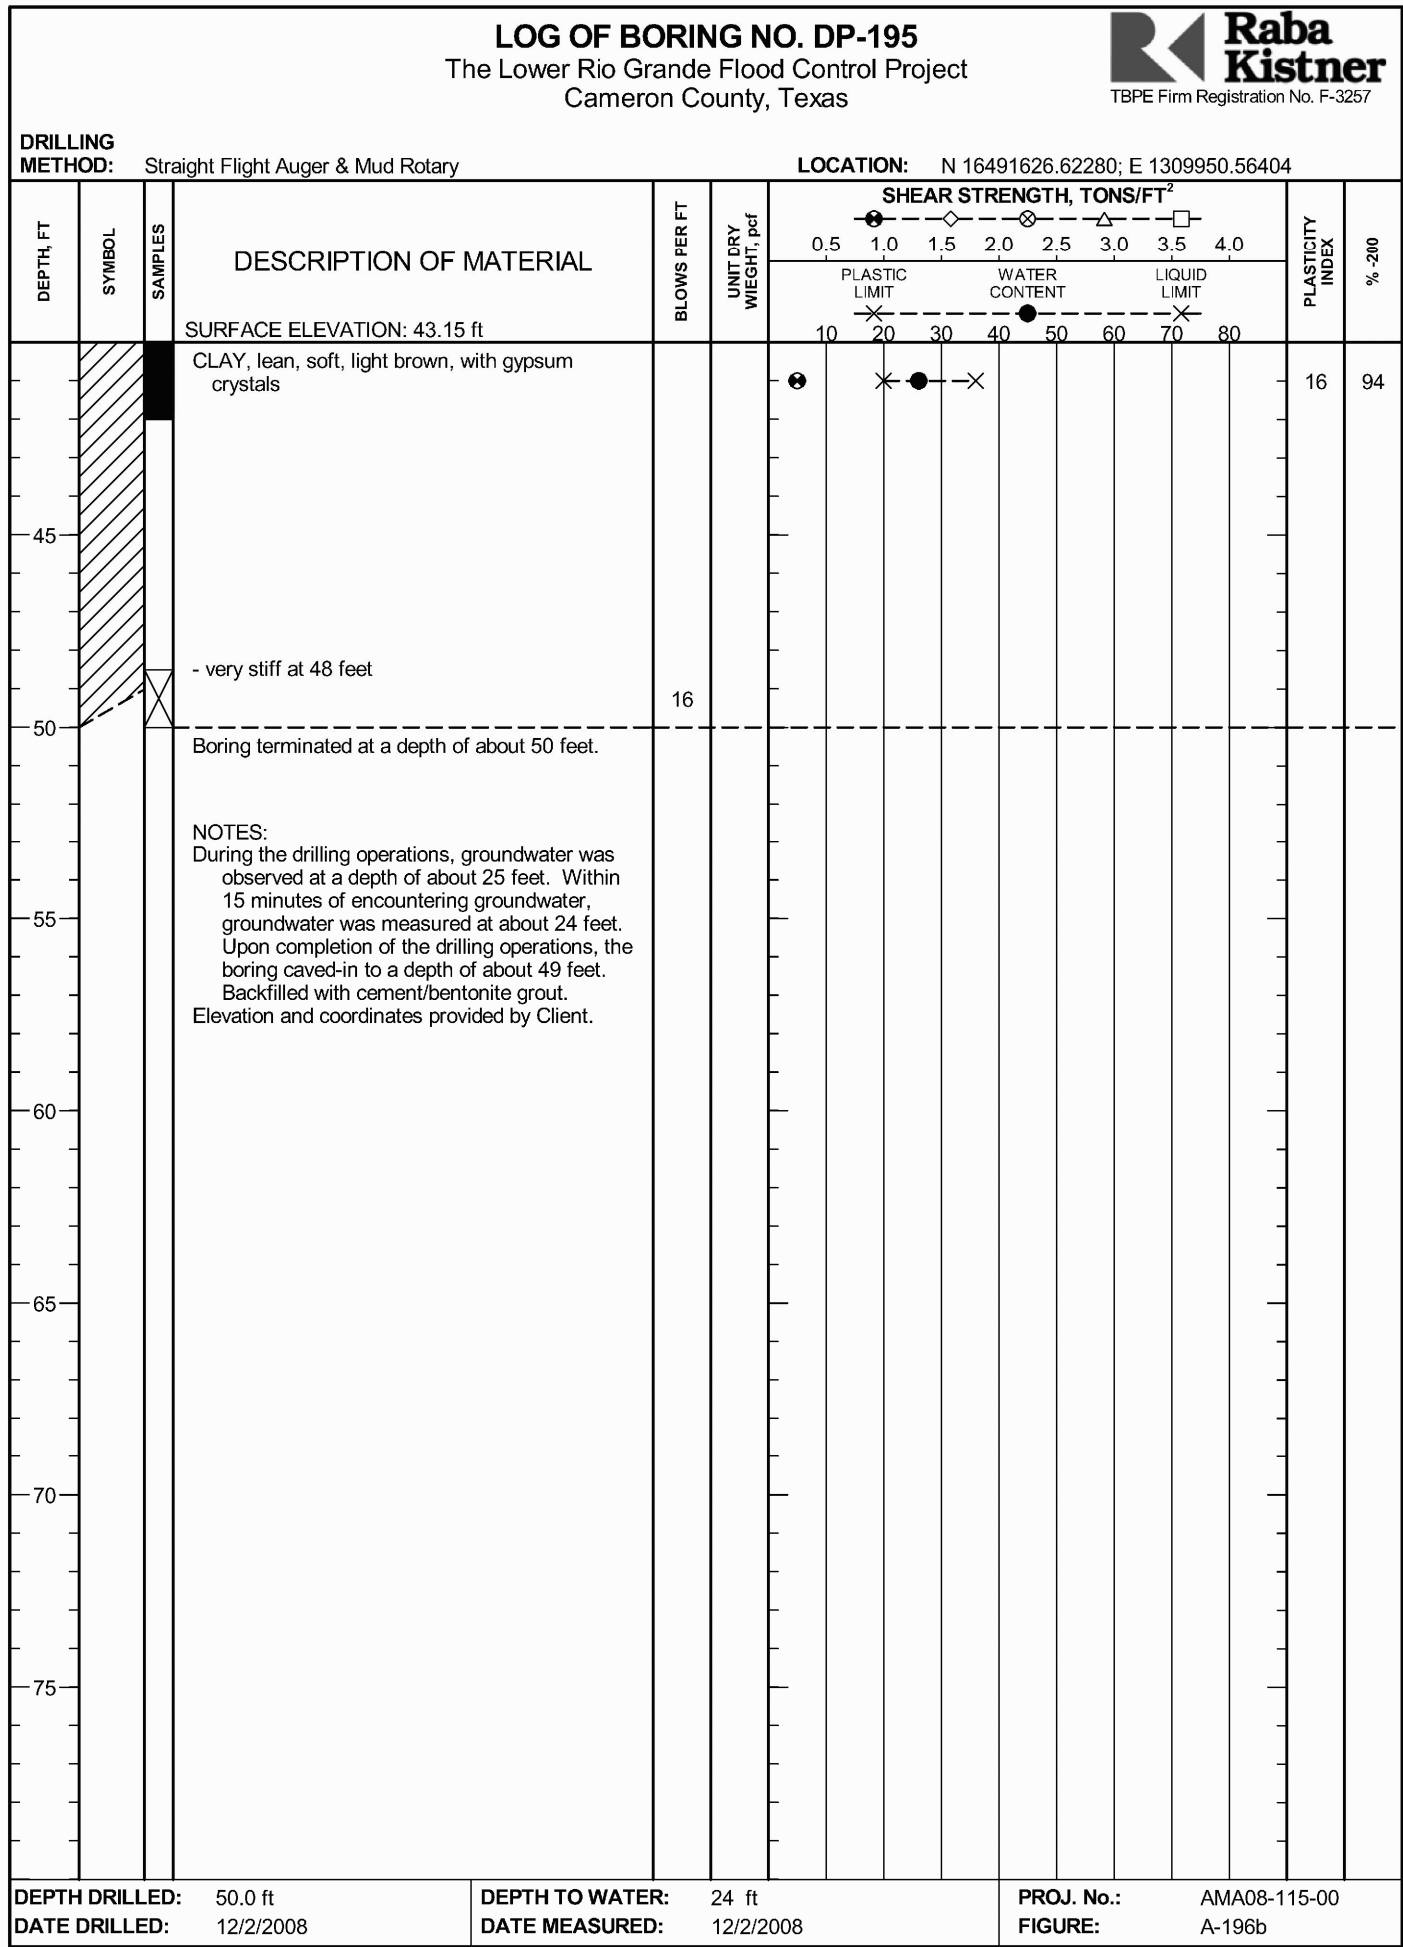 LOG OF BORING NO. DP-195
The Lower Rio Grande Flood Control Project
Cameron County, Texas
Raba
Kistner
TBPE Firm Registration No. F-3257
DRILLING
METHOD: Straight Flight Auger & Mud Rotary
LOCATION: N 16491626.62280; E 1309950.56404
DEPTH, FT
SYMBOL
SAMPLES
DESCRIPTION OF MATERIAL
SURFACE ELEVATION: 43.15 ft
BLOWS PER FT
UNIT DRY
WIEGHT, pcf
SHEAR STRENGTH, TONS/FT²
0.5 1.0 1.5 2.0 2.5 3.0 3.5 4.0
PLASTIC LIMIT
WATER CONTENT
LIQUID LIMIT
10 20 30 40 50 60 70 80
PLASTICITY
INDEX
% -200
CLAY, lean, soft, light brown, with gypsum
crystals
16 94
45
- very stiff at 48 feet
16
50
Boring terminated at a depth of about 50 feet.
NOTES:
During the drilling operations, groundwater was
observed at a depth of about 25 feet. Within
15 minutes of encountering groundwater,
55
groundwater was measured at about 24 feet.
Upon completion of the drilling operations, the
boring caved-in to a depth of about 49 feet.
Backfilled with cement/bentonite grout.
Elevation and coordinates provided by Client.
60
65
70
75
DEPTH DRILLED: 50.0 ft
DATE DRILLED: 12/2/2008
DEPTH TO WATER: 24 ft
DATE MEASURED: 12/2/2008
PROJ. No.: AMA08-115-00
FIGURE: A-196b